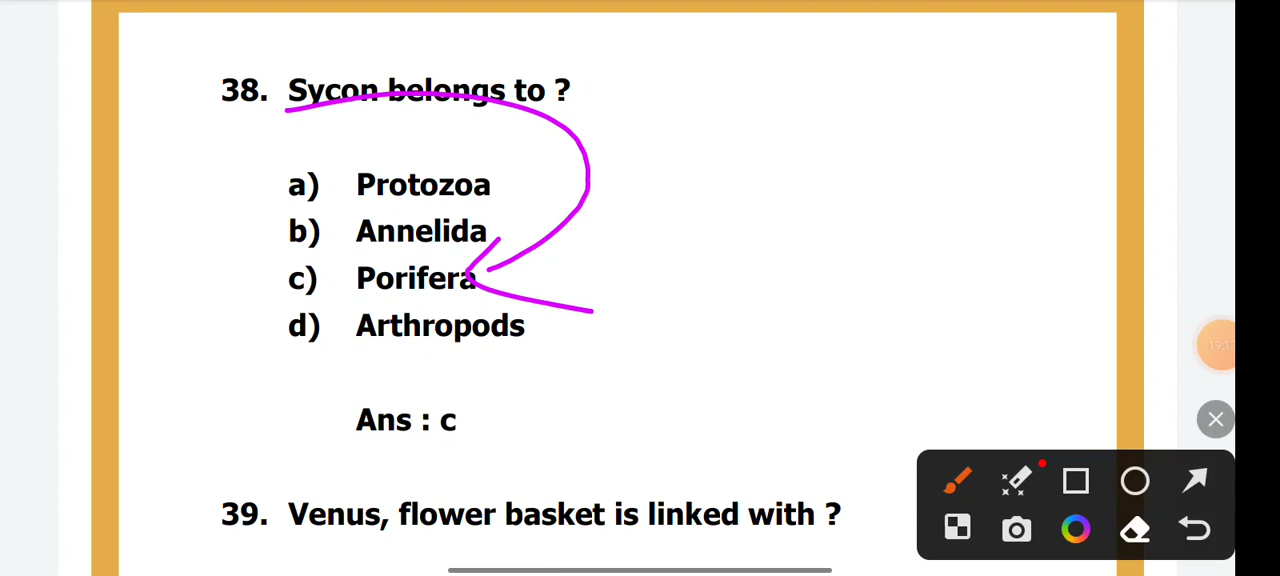 38. Sycon belongs to ?
a) Protozoa
b) Annelida
c) Porifera
d) Arthropods
Ans : c
39. Venus, flower basket is linked with ?